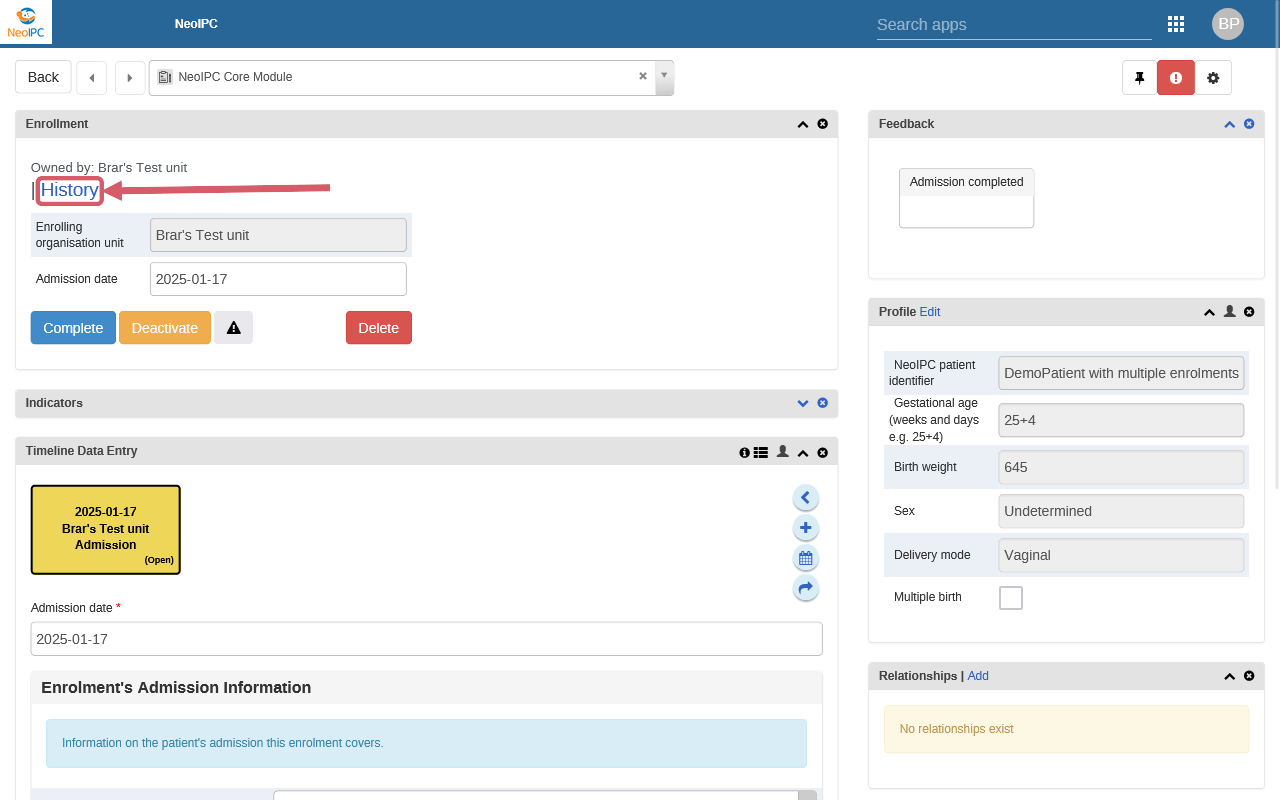 NeoIPC
NeoIPC
Search apps
BP
Back
NeoIPC Core Module
Enrollment
Owned by: Brar's Test unit
| History
Enrolling
organisation unit
Brar's Test unit
Admission date
2025-01-17
Complete
Deactivate
Delete
Indicators
Timeline Data Entry
2025-01-17
Brar's Test unit
Admission
(Open)
Admission date *
2025-01-17
Enrolment's Admission Information
Information on the patient's admission this enrolment covers.
Feedback
Admission completed
Profile Edit
NeoIPC patient
identifier
DemoPatient with multiple enrolments
Gestational age
(weeks and days
e.g. 25+4)
25+4
Birth weight
645
Sex
Undetermined
Delivery mode
Vaginal
Multiple birth
Relationships | Add
No relationships exist